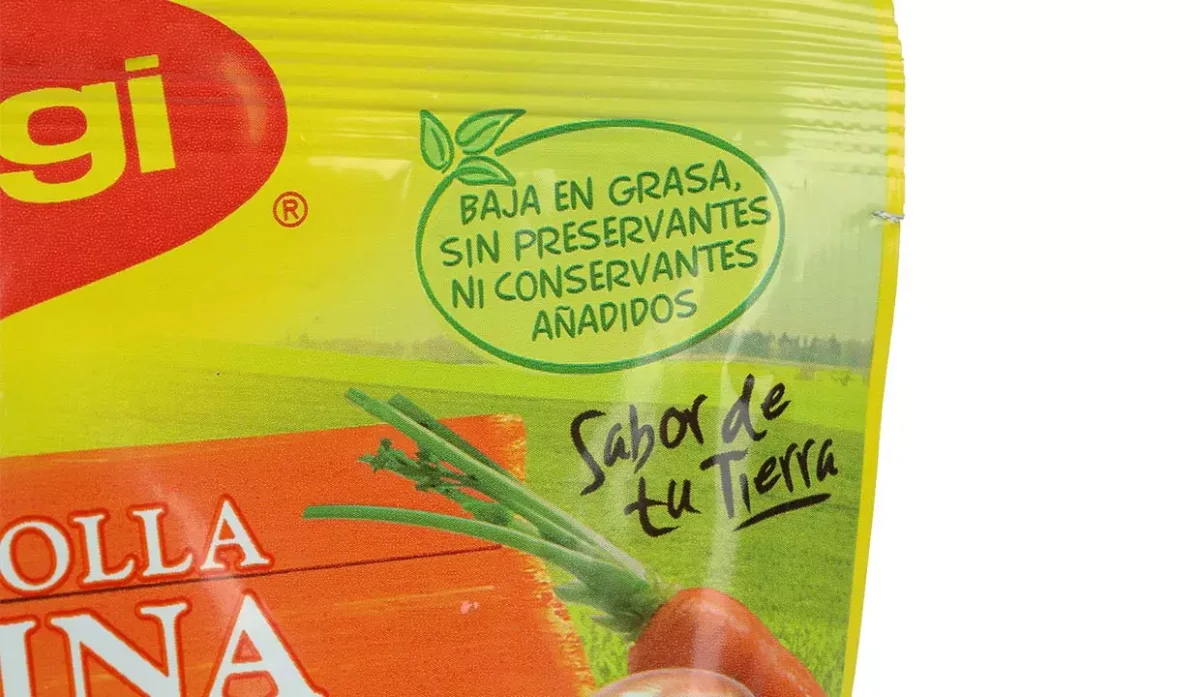 gi
®
BAJA EN GRASA,
SIN PRESERVANTES
NI CONSERVANTES
AÑADIDOS
Sabor de
tu Tierra
OLLA
INA